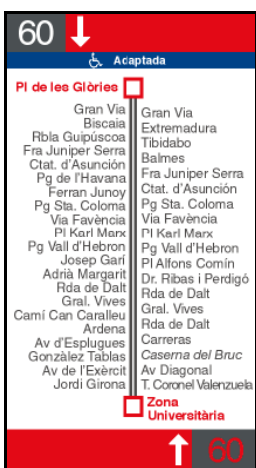 60
Adaptada
Pl de les Glòries
Gran Via
Biscaia
Rbla Guipúscoa
Fra Juniper Serra
Ctat. d'Asunción
Pg de l'Havana
Ferran Junoy
Pg Sta. Coloma
Via Favència
Pl Karl Marx
Pg Vall d'Hebron
Josep Garí
Adrià Margarit
Rda de Dalt
Gral. Vives
Camí Can Caralleu
Ardena
Av d'Esplugues
Gonzàlez Tablas
Av de l'Exèrcit
Jordi Girona
Gran Via
Extremadura
Tibidabo
Balmes
Fra Juniper Serra
Ctat. d'Asunción
Pg Sta. Coloma
Via Favència
Pl Karl Marx
Pg Vall d'Hebron
Pl Alfons Comín
Dr. Ribas i Perdigó
Rda de Dalt
Gral. Vives
Rda de Dalt
Carreras
Caserna del Bruc
Av Diagonal
T. Coronel Valenzuela
Zona
Universitària
60